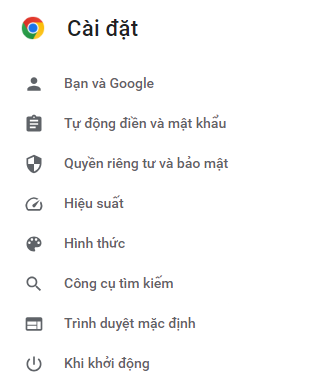 Cài đặt
Bạn và Google
Tự động điền và mật khẩu
Quyền riêng tư và bảo mật
Hiệu suất
Hình thức
Công cụ tìm kiếm
Trình duyệt mặc định
Khi khởi động